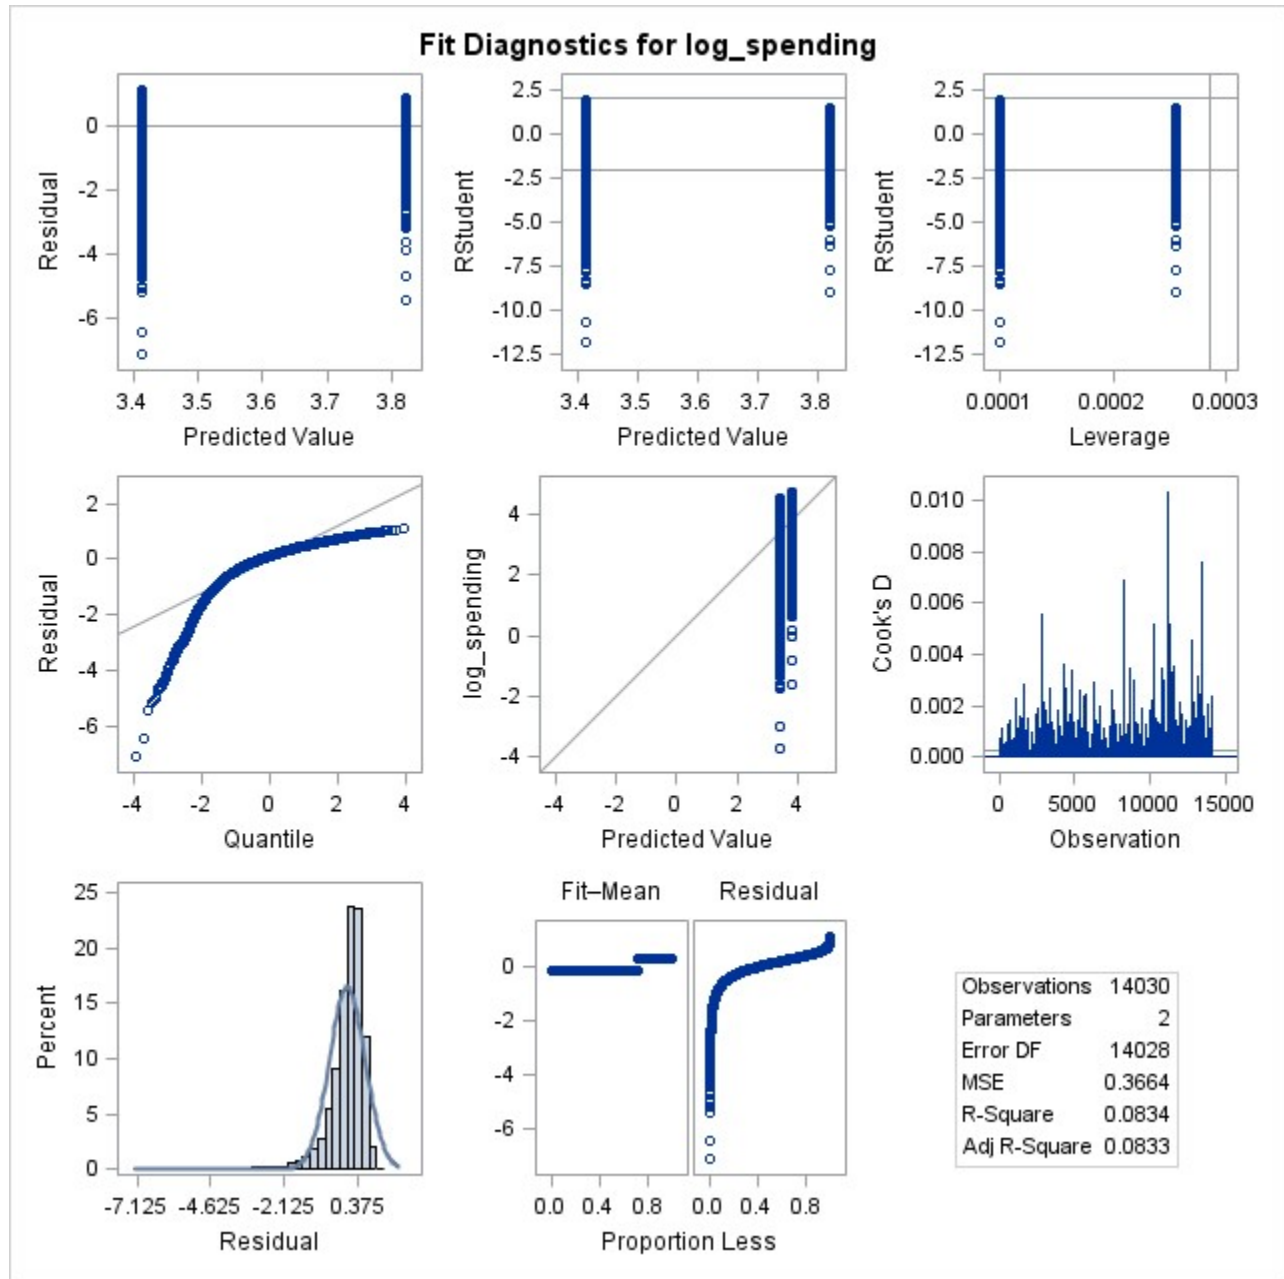 Fit Diagnostics for log_spending
0
-2
-4
-6
Residual
3.4 3.5 3.6 3.7 3.8
Predicted Value
2.5
0.0
-2.5
-5.0
-7.5
-10.0
-12.5
RStudent
3.4 3.5 3.6 3.7 3.8
Predicted Value
2.5
0.0
-2.5
-5.0
-7.5
-10.0
-12.5
RStudent
0.0001 0.0002 0.0003
Leverage
2
0
-2
-4
-6
Residual
-4 -2 0 2 4
Quantile
4
2
0
-2
-4
log_spending
-4 -2 0 2 4
Predicted Value
0.010
0.008
0.006
0.004
0.002
0.000
Cook's D
0 5000 10000 15000
Observation
25
20
15
10
5
0
Percent
-7.125 -4.625 -2.125 0.375
Residual
Fit–Mean Residual
0
-2
-4
-6
0.0 0.4 0.8 0.0 0.4 0.8
Proportion Less
Observations 14030
Parameters 2
Error DF 14028
MSE 0.3664
R-Square 0.0834
Adj R-Square 0.0833